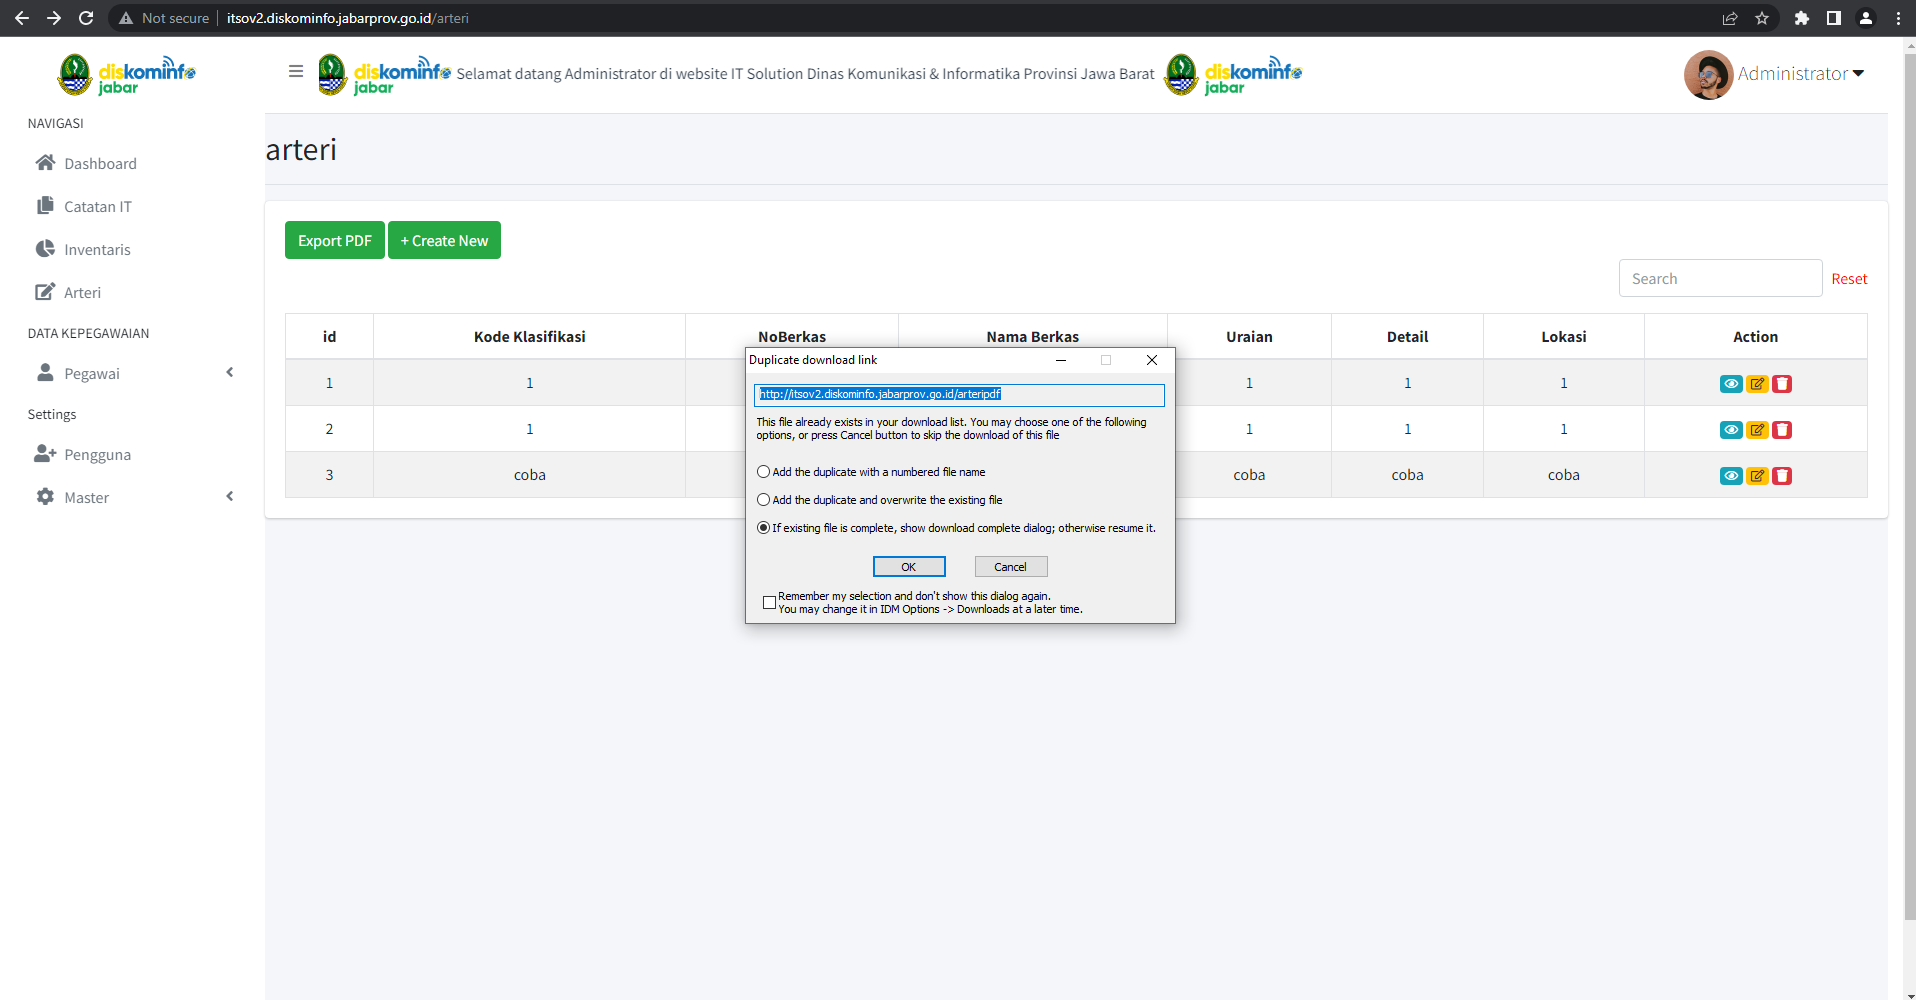 Not secure
itsov2.diskominfo.jabarprov.go.id/arteri
diskominfo
jabar
diskominfo
jabar
Selamat datang Administrator di website IT Solution Dinas Komunikasi & Informatika Provinsi Jawa Barat
diskominfo
jabar
Administrator
NAVIGASI
Dashboard
Catatan IT
Inventaris
Arteri
DATA KEPEGAWAIAN
Pegawai
Settings
Pengguna
Master
arteri
Export PDF
+ Create New
Search
Reset
id Kode Klasifikasi NoBerkas Nama Berkas Uraian Detail Lokasi Action
1 1 1 1 1
2 1 1 1 1
3 coba coba coba coba
Duplicate download link
http://itsov2.diskominfo.jabarprov.go.id/arteripdf
This file already exists in your download list. You may choose one of the following
options, or press Cancel button to skip the download of this file
Add the duplicate with a numbered file name
Add the duplicate and overwrite the existing file
If existing file is complete, show download complete dialog; otherwise resume it.
OK
Cancel
Remember my selection and don't show this dialog again.
You may change it in IDM Options -> Downloads at a later time.